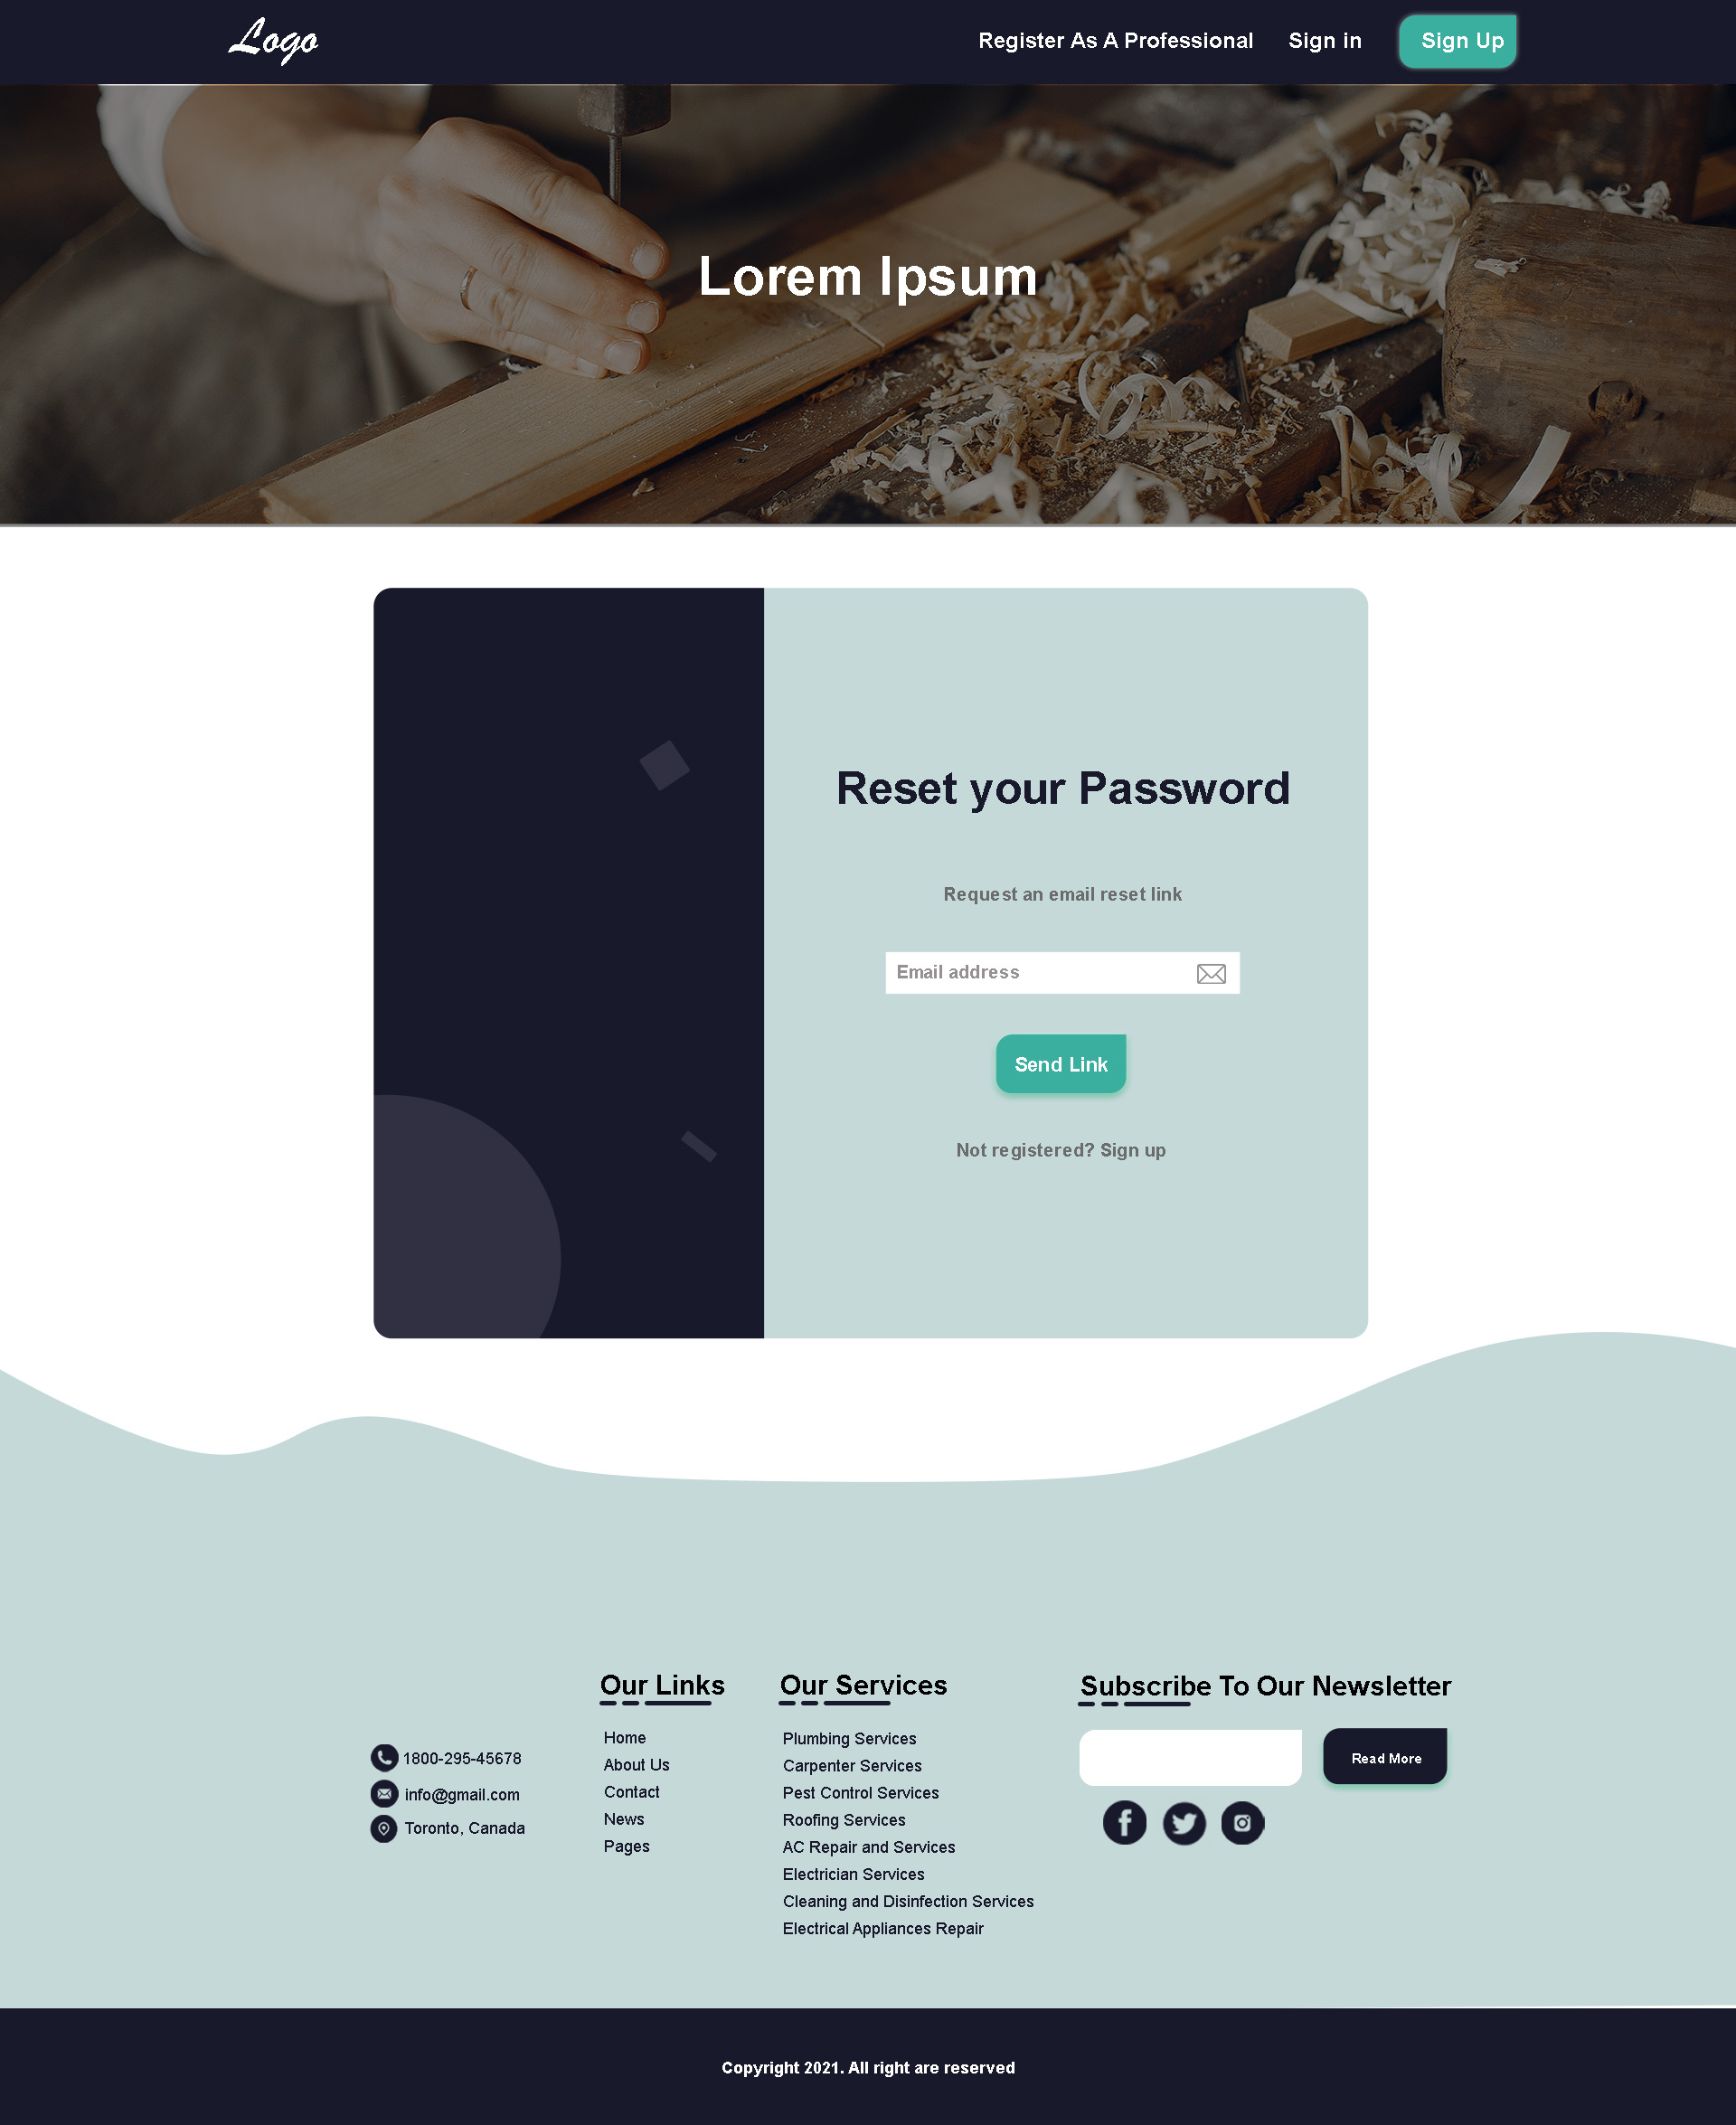 Logo
Register As A Professional
Sign in
Sign Up
Lorem Ipsum
Reset your Password
Request an email reset link
Email address
Send Link
Not registered? Sign up
1800-295-45678
info@gmail.com
Toronto, Canada
Our Links
Home
About Us
Contact
News
Pages
Our Services
Plumbing Services
Carpenter Services
Pest Control Services
Roofing Services
AC Repair and Services
Electrician Services
Cleaning and Disinfection Services
Electrical Appliances Repair
Subscribe To Our Newsletter
Read More
Copyright 2021. All right are reserved